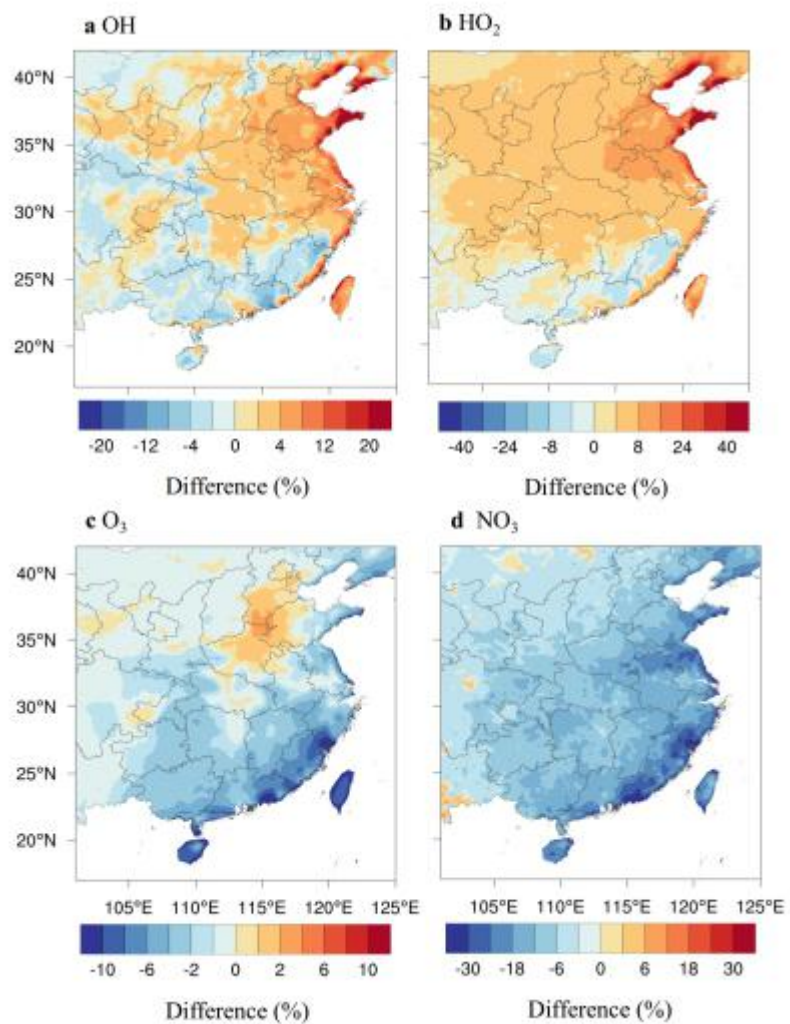 a OH
b HO₂
40°N
35°N
30°N
25°N
20°N
-20 -12 -4 0 4 12 20
-40 -24 -8 0 8 24 40
Difference (%)
Difference (%)
c O₃
d NO₃
40°N
35°N
30°N
25°N
20°N
105°E 110°E 115°E 120°E 125°E
105°E 110°E 115°E 120°E 125°E
-10 -6 -2 0 2 6 10
-30 -18 -6 0 6 18 30
Difference (%)
Difference (%)